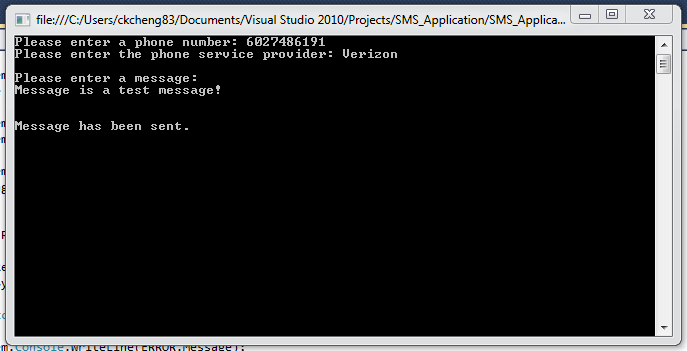 file:///C:/Users/ckcheng83/Documents/Visual Studio 2010/Projects/SMS_Application/SMS_Applica...
Please enter a phone number: 6027486191
Please enter the phone service provider: Verizon
Please enter a message:
Message is a test message!
Message has been sent.
em.Console.WriteLine(ERROR.Message);